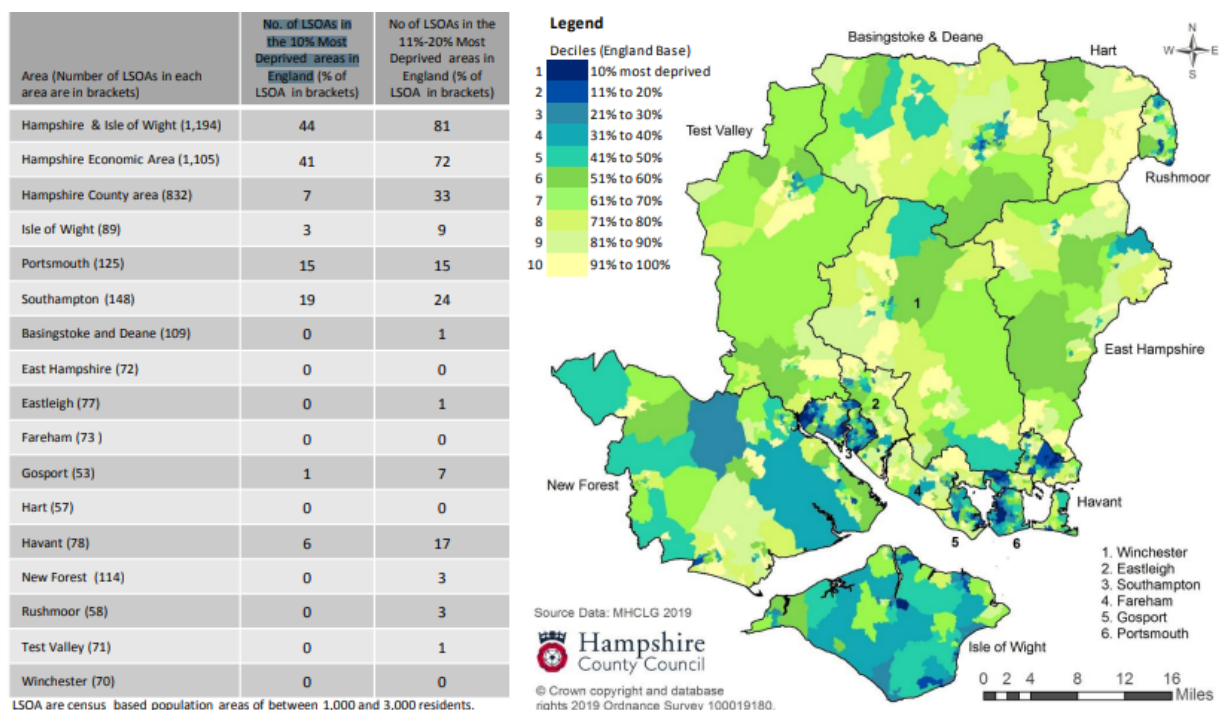 Area (Number of LSOAs in each
area are in brackets)
No. of LSOAs in
the 10% Most
Deprived areas in
England (% of
LSOA in brackets)
No of LSOAs in the
11%-20% Most
Deprived areas in
England (% of
LSOA in brackets)
Hampshire & Isle of Wight (1,194) 44 81
Hampshire Economic Area (1,105) 41 72
Hampshire County area (832) 7 33
Isle of Wight (89) 3 9
Portsmouth (125) 15 15
Southampton (148) 19 24
Basingstoke and Deane (109) 0 1
East Hampshire (72) 0 0
Eastleigh (77) 0 1
Fareham (73 ) 0 0
Gosport (53) 1 7
Hart (57) 0 0
Havant (78) 6 17
New Forest (114) 0 3
Rushmoor (58) 0 3
Test Valley (71) 0 1
Winchester (70) 0 0
LSOA are census based population areas of between 1,000 and 3,000 residents.
Legend
Deciles (England Base)
1 10% most deprived
2 11% to 20%
3 21% to 30%
4 31% to 40%
5 41% to 50%
6 51% to 60%
7 61% to 70%
8 71% to 80%
9 81% to 90%
10 91% to 100%
Basingstoke & Deane
Hart
N
W E
S
Test Valley
Rushmoor
1
East Hampshire
2
3
New Forest
4
Havant
5
6
Isle of Wight
1. Winchester
2. Eastleigh
3. Southampton
4. Fareham
5. Gosport
6. Portsmouth
Source Data: MHCLG 2019
Hampshire
County Council
© Crown copyright and database
rights 2019 Ordnance Survey 100019180.
0 2 4 8 12 16
Miles